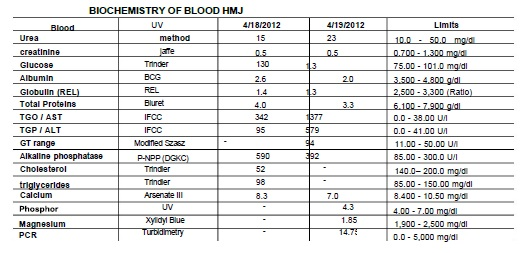 BIOCHEMISTRY OF BLOOD HMJ
Blood UV 4/18/2012 4/19/2012 Limits
Urea method 15 23 10.0 - 50.0 mg/dl
creatinine jaffe 0.5 0.5 0.700 - 1.300 mg/dl
Glucose Trinder 130 1.3 75.00 - 101.0 mg/dl
Albumin BCG 2.6 2.0 3,500 - 4.800 g/dl
Globulin (REL) REL 1.4 1.3 2,500 - 3,300 (Ratio)
Total Proteins Biuret 4.0 3.3 6.100 - 7,900 g/dl
TGO / AST IFCC 342 1377 0.0 - 38.00 U/l
TGP / ALT IFCC 95 579 0.0 - 41.00 U/l
GT range Modified Szasz - 94 11.00 - 50.00 U/l
Alkaline phosphatase P-NPP (DGKC) 590 392 85.00 - 300.0 U/l
Cholesterol Trindier 52 - 140.0– 200.0 mg/dl
triglycerides Trindier 98 - 85.00 - 150.00 mg/dl
Calcium Arsenate III 8.3 7.0 8.400 - 10.50 mg/dl
Phosphor UV - 4.3 4.00 - 7.00 mg/dl
Magnesium Xylidyl Blue - 1.85 1,900 - 2,500 mg/dl
PCR Turbidimetry - 14.75 0.0 - 5,000 mg/dl